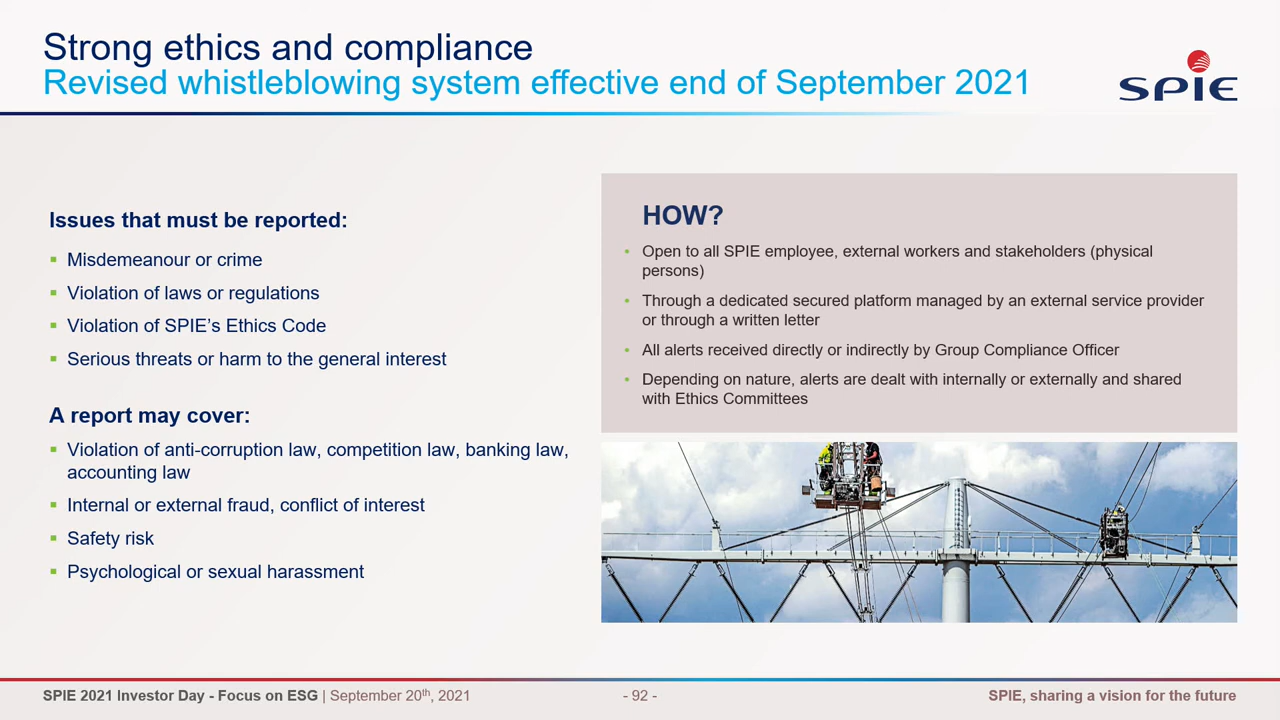 Strong ethics and compliance
Revised whistleblowing system effective end of September 2021
SPIE
Issues that must be reported:
▪ Misdemeanour or crime
▪ Violation of laws or regulations
▪ Violation of SPIE’s Ethics Code
▪ Serious threats or harm to the general interest
A report may cover:
▪ Violation of anti-corruption law, competition law, banking law,
accounting law
▪ Internal or external fraud, conflict of interest
▪ Safety risk
▪ Psychological or sexual harassment
HOW?
• Open to all SPIE employee, external workers and stakeholders (physical
persons)
• Through a dedicated secured platform managed by an external service provider
or through a written letter
• All alerts received directly or indirectly by Group Compliance Officer
• Depending on nature, alerts are dealt with internally or externally and shared
with Ethics Committees
SPIE 2021 Investor Day - Focus on ESG | September 20th, 2021
- 92 -
SPIE, sharing a vision for the future